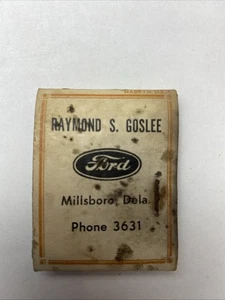 RAYMOND S. GOSLEE
Ford
Millsboro, Dela.
Phone 3631